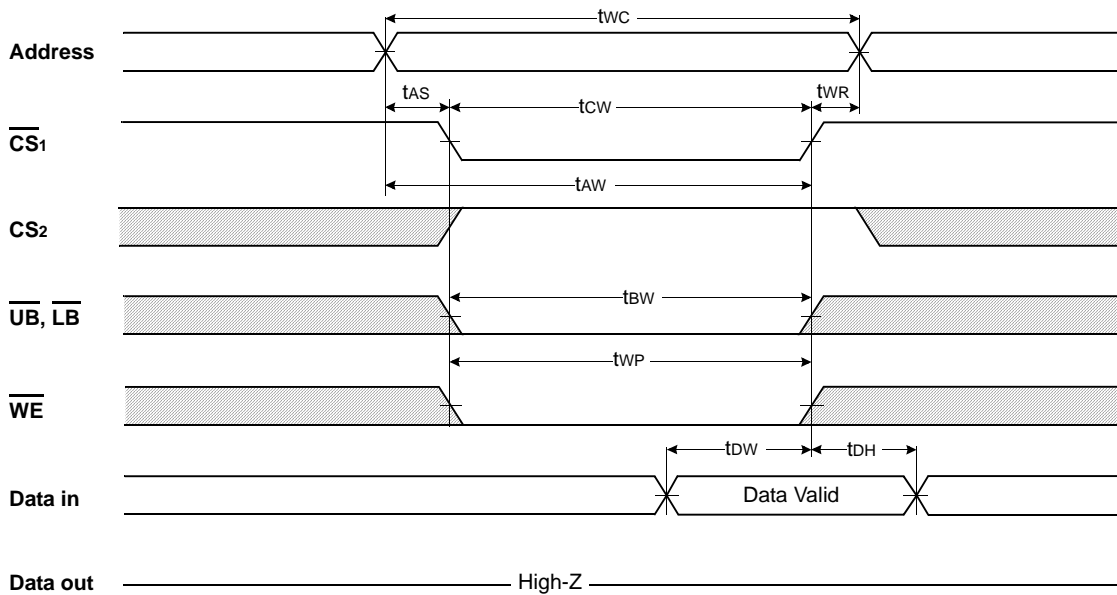 tWC
Address
tAS
tCW
tWR
CS1
tAW
CS2
tBW
UB, LB
tWP
WE
tDW
tDH
Data in
Data Valid
Data out
High-Z